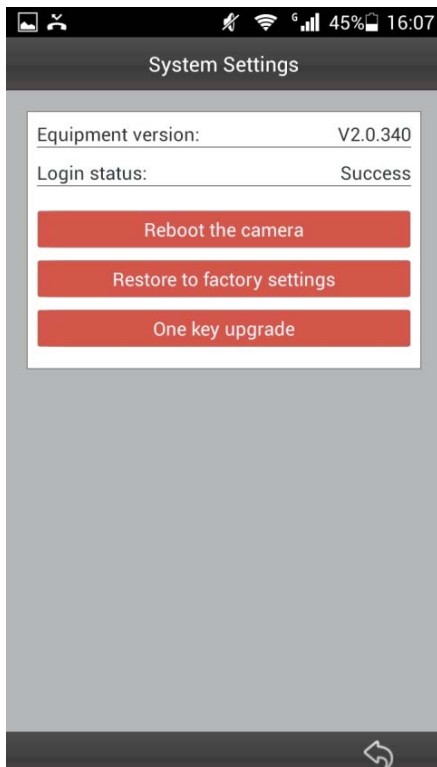 G 45% 16:07
System Settings
Equipment version: V2.0.340
Login status: Success
Reboot the camera
Restore to factory settings
One key upgrade